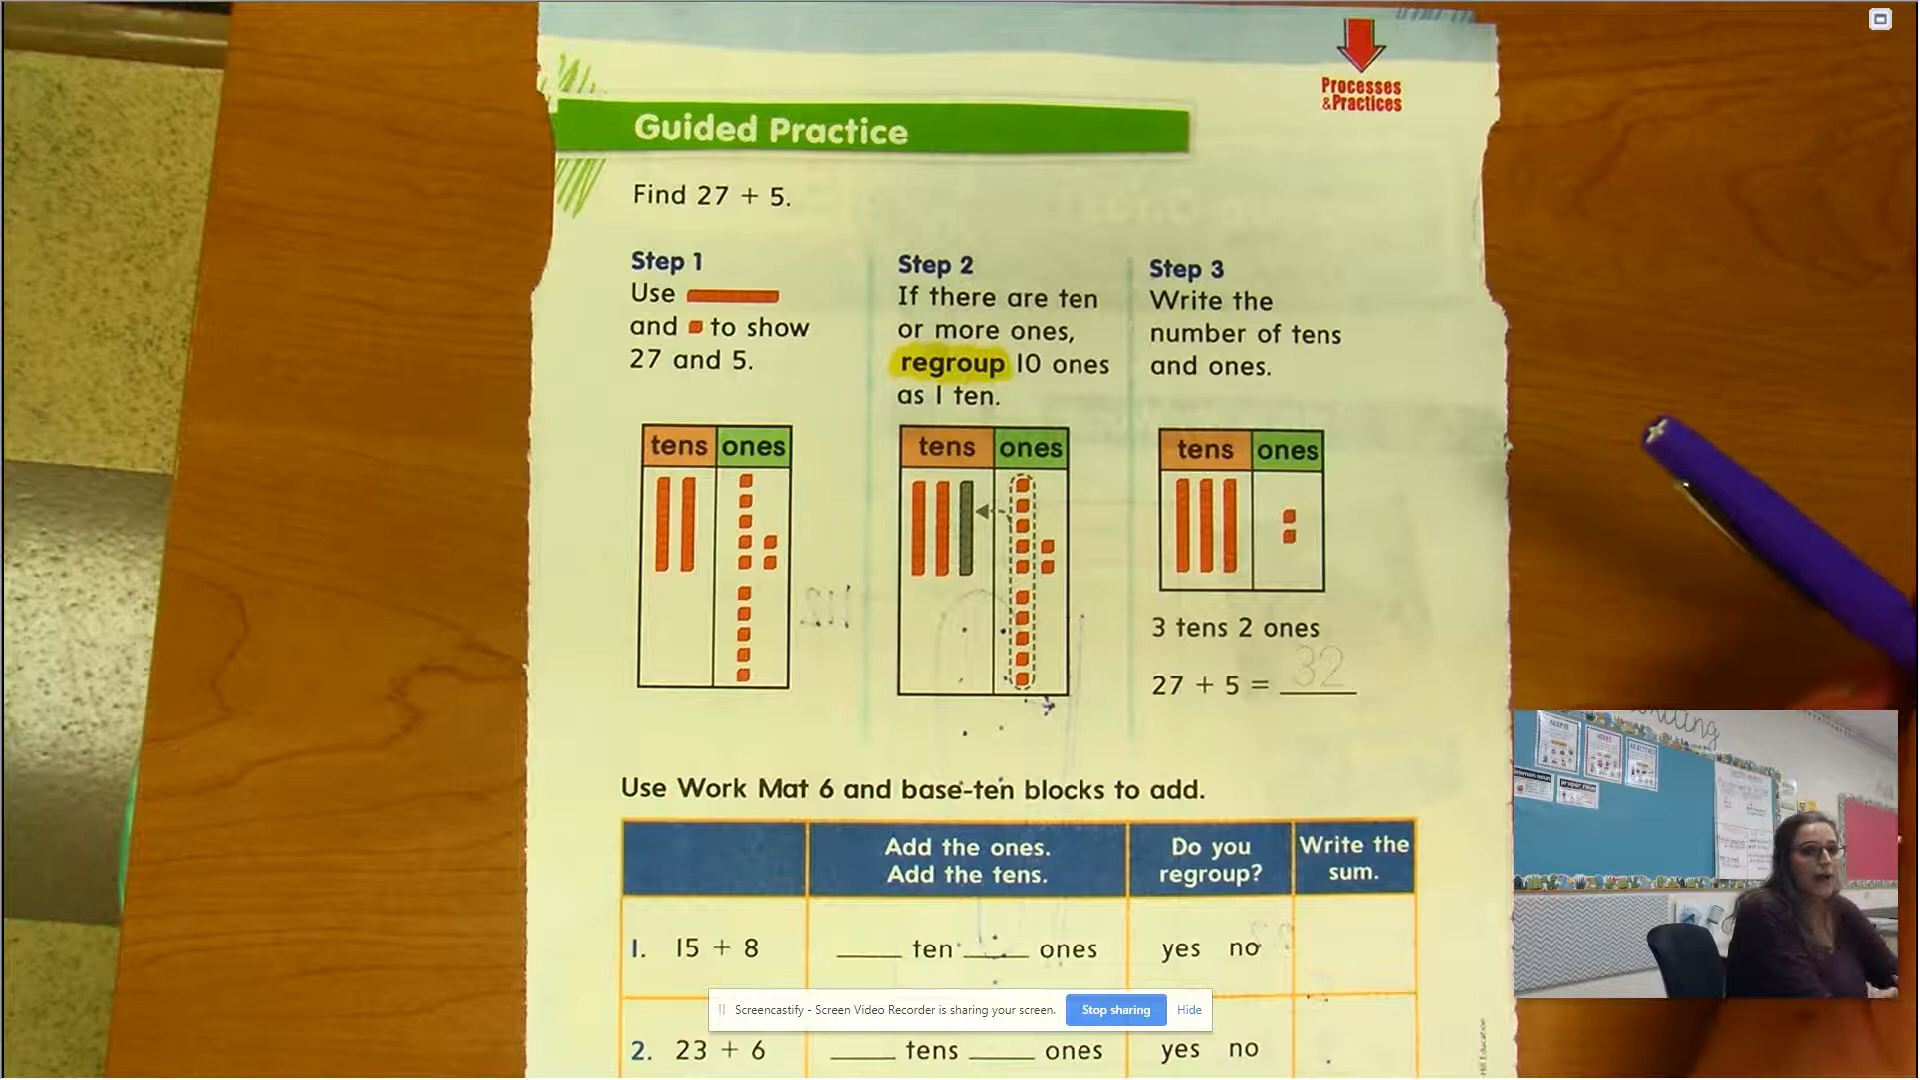 Processes
& Practices
Guided Practice
Find 27 + 5.
Step 1
Use
and to show
27 and 5.
Step 2
If there are ten
or more ones,
regroup 10 ones
as 1 ten.
Step 3
Write the
number of tens
and ones.
tens ones
tens ones
tens ones
3 tens 2 ones
27 + 5 = 32
Use Work Mat 6 and base-ten blocks to add.
Add the ones.
Add the tens.
Do you
regroup?
Write the
sum.
1. 15 + 8 ____ ten ____ ones yes no
2. 23 + 6 ____ tens ____ ones yes no
Screencastify - Screen Video Recorder is sharing your screen. Stop sharing Hide